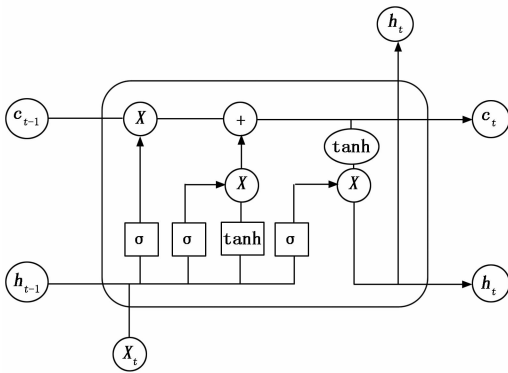 h_t
c_{t-1} X + c_t
tanh
X X
σ σ tanh σ
h_{t-1} h_t
X_t